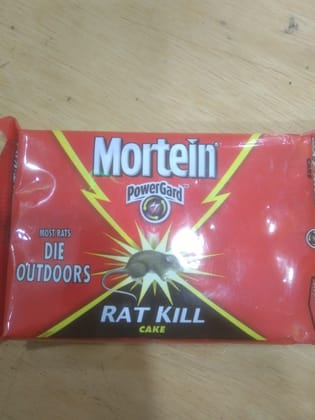 Mortein
PowerGard
MOST RATS
DIE
OUTDOORS
RAT KILL
CAKE